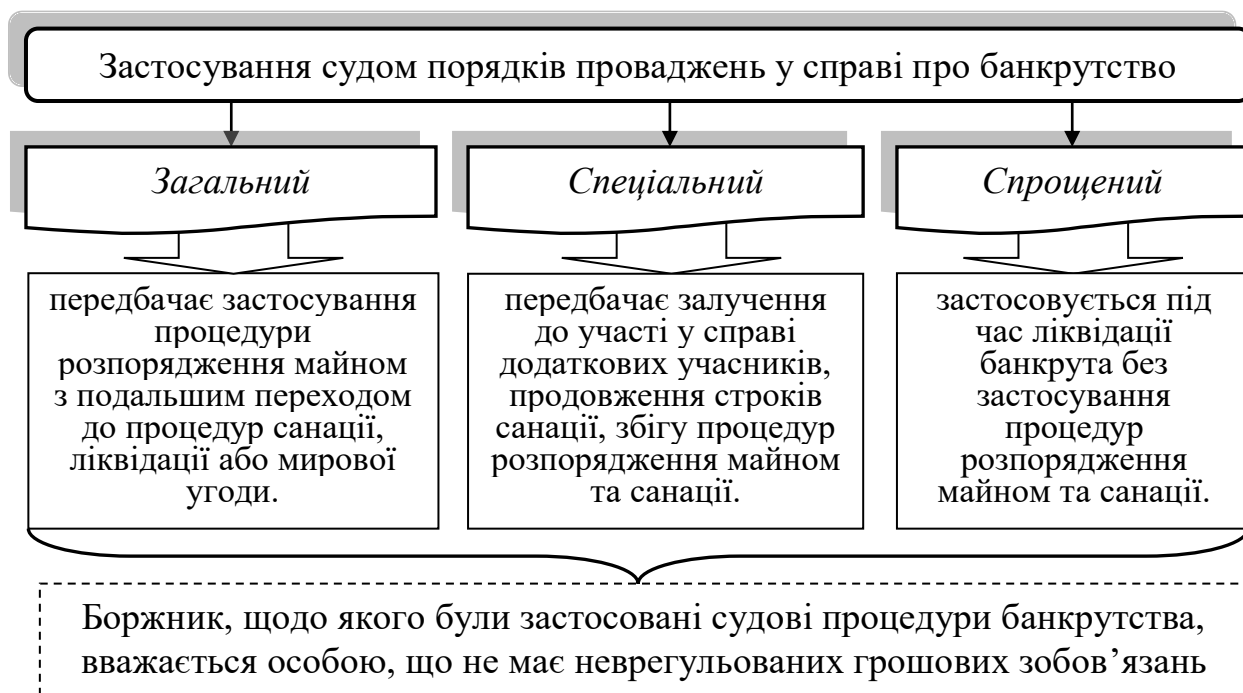 Застосування судом порядків проваджень у справі про банкрутство
Загальний
Спеціальний
Спрощений
передбачає застосування
процедури
розпорядження майном
з подальшим переходом
до процедур санації,
ліквідації або мирової
угоди.
передбачає залучення
до участі у справі
додаткових учасників,
продовження строків
санації, збігу процедур
розпорядження майном
та санації.
застосовується під
час ліквідації
банкрута без
застосування
процедур
розпорядження
майном та санації.
Боржник, щодо якого були застосовані судові процедури банкрутства,
вважається особою, що не має неврегульованих грошових зобов’язань